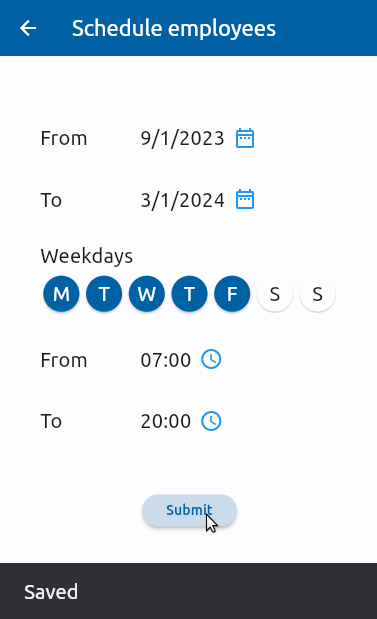 Schedule employees
From 9/1/2023
To 3/1/2024
Weekdays
M T W T F S S
From 07:00
To 20:00
Submit
Saved